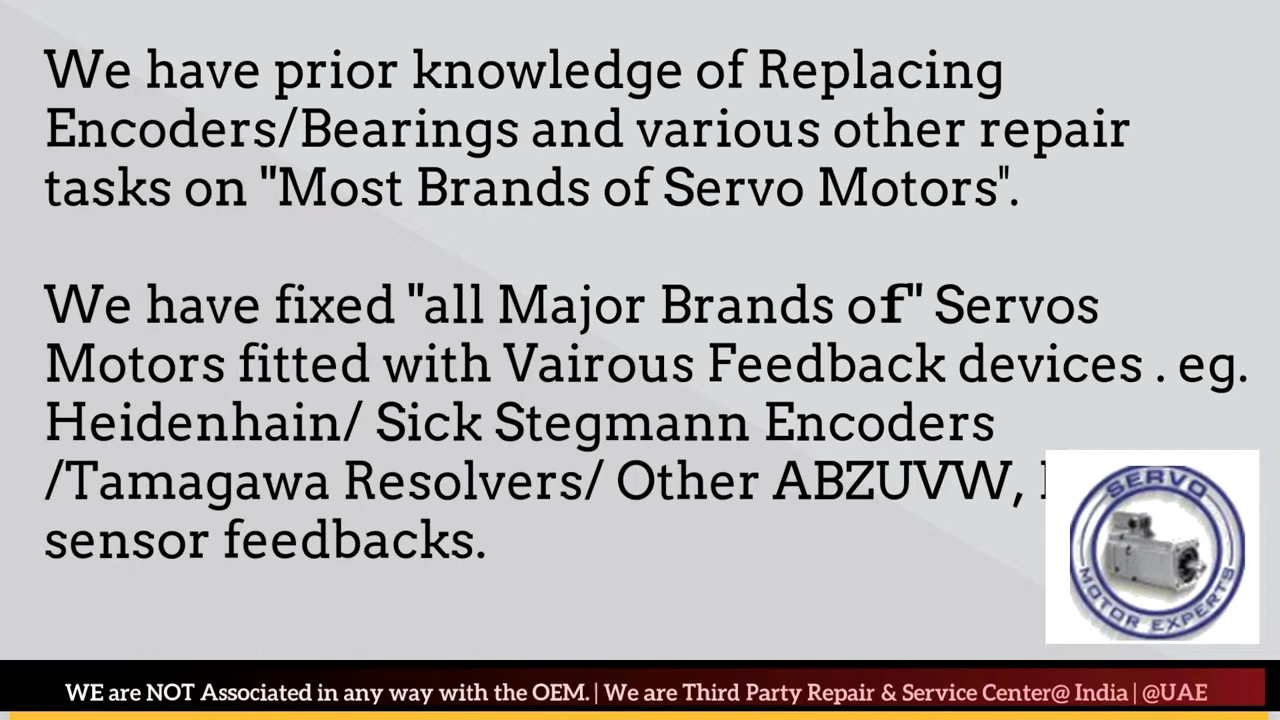 We have prior knowledge of Replacing
Encoders/Bearings and various other repair
tasks on "Most Brands of Servo Motors".
We have fixed "all Major Brands of" Servos
Motors fitted with Vairous Feedback devices . eg.
Heidenhain/ Sick Stegmann Encoders
/Tamagawa Resolvers/ Other ABZUVW,
sensor feedbacks.
SERVO
MOTOR EXPERTS
WE are NOT Associated in any way with the OEM. | We are Third Party Repair & Service Center@ India | @UAE